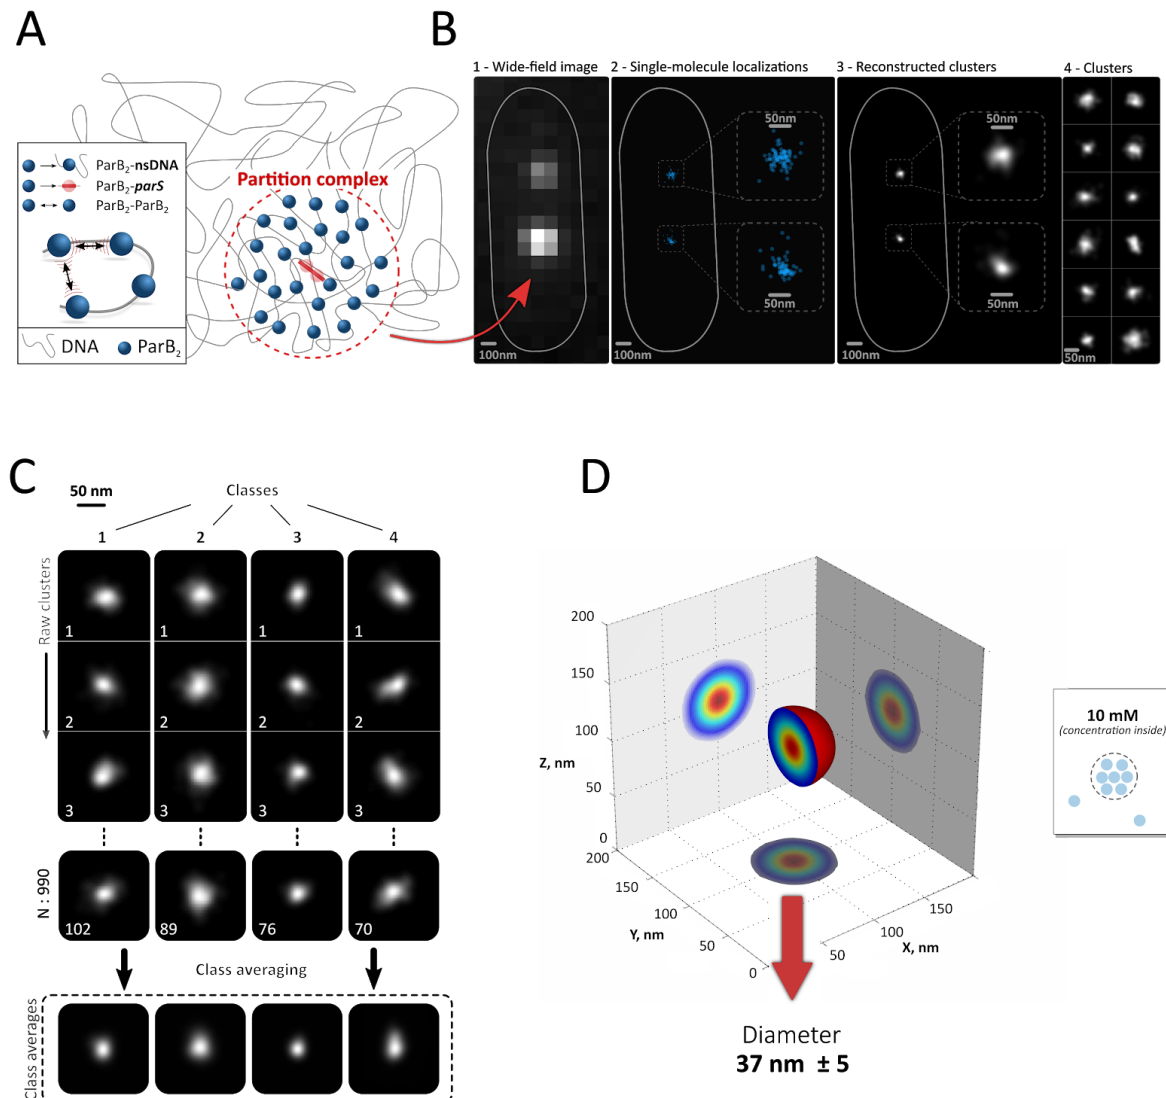 A
ParB2-nsDNA
ParB2-parS
ParB2-ParB2
DNA
ParB2
Partition complex
B
1 - Wide-field image
2 - Single-molecule localizations
3 - Reconstructed clusters
4 - Clusters
50nm
50nm
50nm
50nm
100nm
100nm
100nm
50nm
C
50 nm
Classes
1
2
3
4
Raw clusters
1
1
1
1
2
2
2
2
3
3
3
3
N : 990
102
89
76
70
Class averaging
Class averages
D
200
150
100
50
0
Z, nm
200
150
100
50
0
Y, nm
50
100
150
X, nm
Diameter
37 nm ± 5
10 mM
(concentration inside)